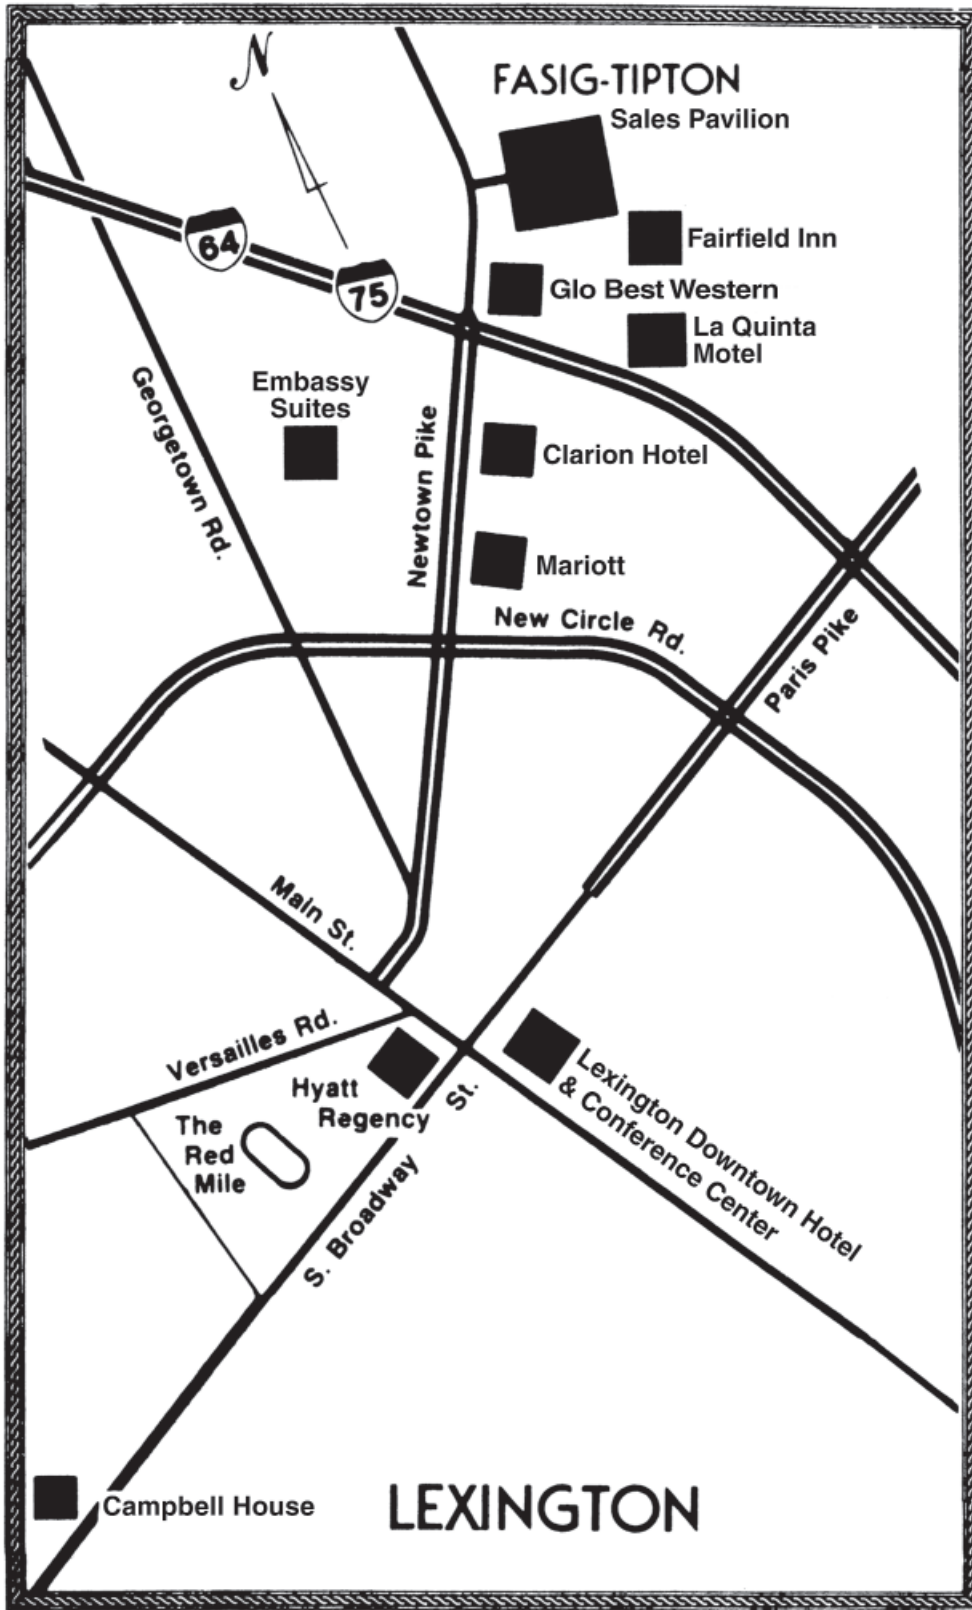 N
FASIG-TIPTON
Sales Pavilion
64
Fairfield Inn
75
Glo Best Western
La Quinta
Motel
Embassy
Suites
Georgetown Rd.
Newtown Pike
Clarion Hotel
Mariott
New Circle Rd.
Paris Pike
Main St.
Versailles Rd.
Hyatt
Regency
St.
Lexington Downtown Hotel
& Conference Center
The
Red
Mile
S. Broadway
Campbell House
LEXINGTON